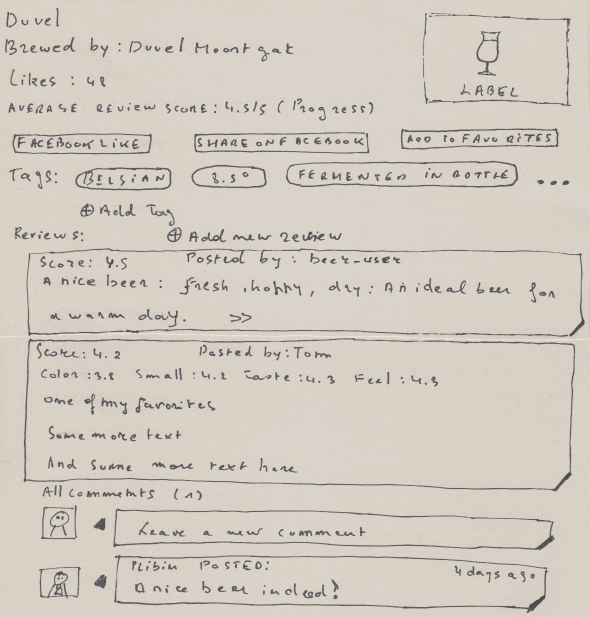 Duvel
Brewed by : Duvel Moortgat
LABEL
Likes : 48
AVERAGE REVIEW SCORE: 4.5/5 (Progress)
FACEBOOK LIKE
SHARE ON FACEBOOK
ADD TO FAVORITES
Tags: BELGIAN 8.5° FERMENTED IN BOTTLE ...
⊕ Add Tag
Reviews: ⊕ Add new review
Score: 4.5 Posted by : beer-user
A nice beer : fresh, hoppy, dry : An ideal beer for
a warm day. >>
Score: 4.2 Posted by: Tom
Color :3.8 Small :4.2 Taste :4.3 Feel :4.3
One of my favorites
Some more text
And some more text here
All comments (1)
Leave a new comment
Plibin POSTED: 4 days ago
A nice beer indeed!